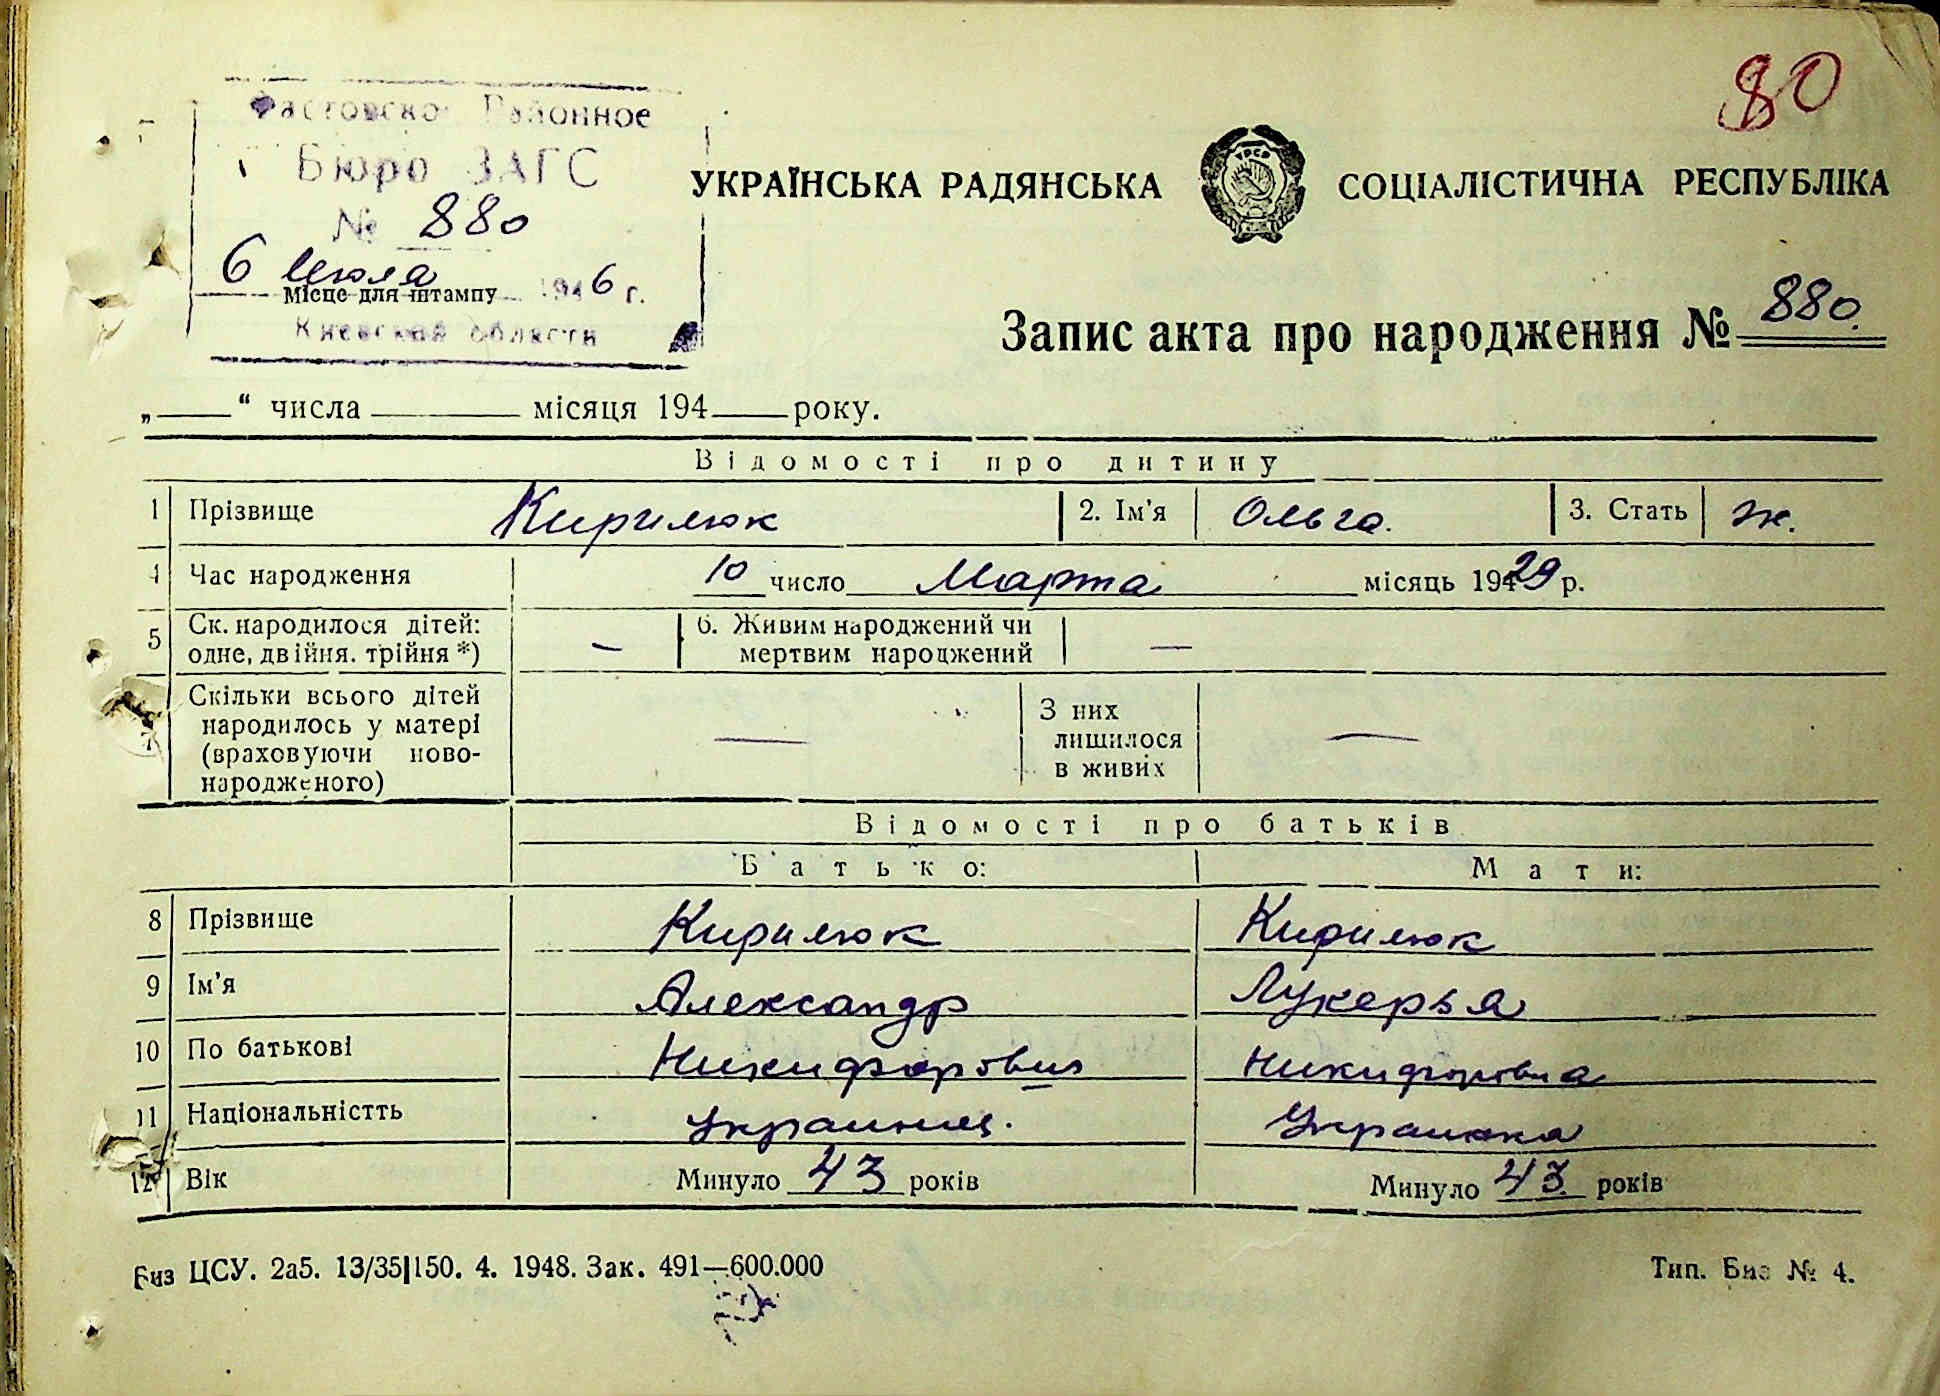 80
Фастовское Районное
Бюро ЗАГС
№ 880
6 Июля 1946 г.
Місце для штампу
Киевской области
УКРАЇНСЬКА РАДЯНСЬКА СОЦІАЛІСТИЧНА РЕСПУБЛІКА
УРСР
Запис акта про народження № 880.
„ “ числа місяця 194 року.
Відомості про дитину
1 Прізвище Кирилюк 2. Ім'я Ольга. 3. Стать ж.
4 Час народження 10 число Марта місяць 19429 р.
5 Ск. народилося дітей: одне, двійня. трійня *) — 6. Живим народжений чи мертвим народжений —
7 Скільки всього дітей народилось у матері (враховуючи ново-народженого) — З них лишилося в живих —
Відомості про батьків
Батько: Мати:
8 Прізвище Кирилюк Кирилюк
9 Ім'я Александр Лукерья
10 По батькові Никифорович Никифоровна
11 Національністть Украинец. Украинка
12 Вік Минуло 43 років Минуло 43 років
Биз ЦСУ. 2а5. 13/35|150. 4. 1948. Зак. 491—600.000 Тип. Биз № 4.